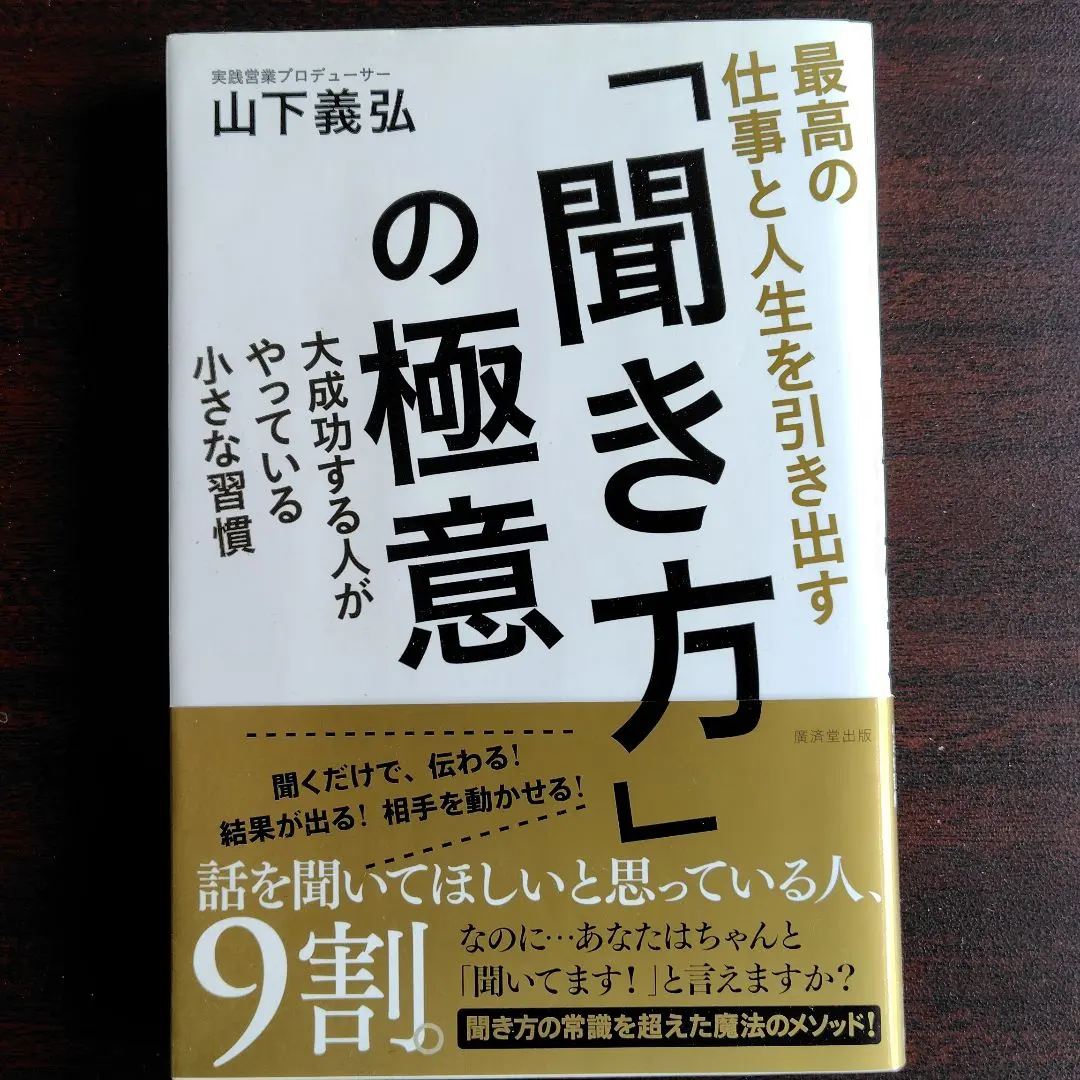 実践営業プロデューサー
山下義弘
最高の
仕事と人生を引き出す
「聞き方」
の極意
大成功する人が
やっている
小さな習慣
廣済堂出版
聞くだけで、伝わる!
結果が出る! 相手を動かせる!
話を聞いてほしいと思っている人、
9割。
なのに…あなたはちゃんと
「聞いてます!」と言えますか?
聞き方の常識を超えた魔法のメソッド!